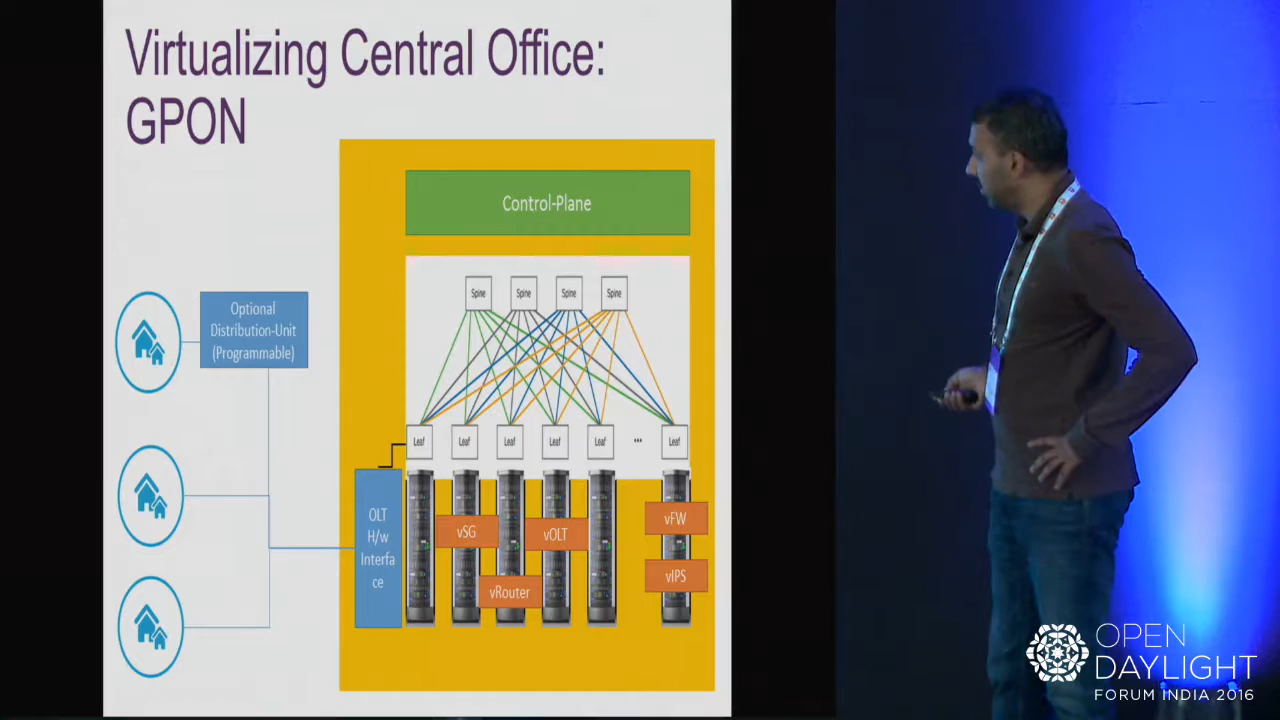 Virtualizing Central Office:
GPON
Control-Plane
Spine Spine Spine Spine
Optional
Distribution-Unit
(Programmable)
Leaf Leaf Leaf Leaf Leaf ... Leaf
OLT
H/w
Interfa
ce
vSG
vOLT
vRouter
vFW
vIPS
OPEN
DAYLIGHT
FORUM INDIA 2016